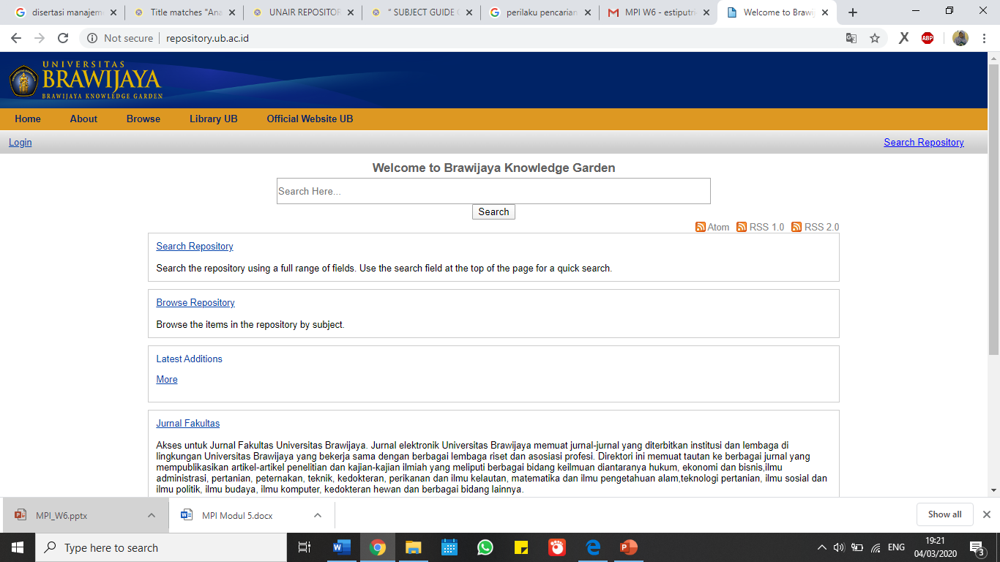 disertasi manajem
Title matches "Ana
UNAIR REPOSITOR
" SUBJECT GUIDE
perilaku pencarian
MPI W6 - estiputri
Welcome to Brawij
Not secure
repository.ub.ac.id
ABP
UNIVERSITAS
BRAWIJAYA
BRAWIJAYA KNOWLEDGE GARDEN
Home About Browse Library UB Official Website UB
Login
Search Repository
Welcome to Brawijaya Knowledge Garden
Search Here...
Search
Atom RSS 1.0 RSS 2.0
Search Repository
Search the repository using a full range of fields. Use the search field at the top of the page for a quick search.
Browse Repository
Browse the items in the repository by subject.
Latest Additions
More
Jurnal Fakultas
Akses untuk Jurnal Fakultas Universitas Brawijaya. Jurnal elektronik Universitas Brawijaya memuat jurnal-jurnal yang diterbitkan institusi dan lembaga di
lingkungan Universitas Brawijaya yang bekerja sama dengan berbagai lembaga riset dan asosiasi profesi. Direktori ini memuat tautan ke berbagai jurnal yang
mempublikasikan artikel-artikel penelitian dan kajian-kajian ilmiah yang meliputi berbagai bidang keilmuan diantaranya hukum, ekonomi dan bisnis,ilmu
administrasi, pertanian, peternakan, teknik, kedokteran, perikanan dan ilmu kelautan, matematika dan ilmu pengetahuan alam,teknologi pertanian, ilmu sosial dan
ilmu politik, ilmu budaya, ilmu komputer, kedokteran hewan dan berbagai bidang lainnya.
MPI_W6.pptx
MPI Modul 5.docx
Show all
Type here to search
ENG
19:21
04/03/2020
3